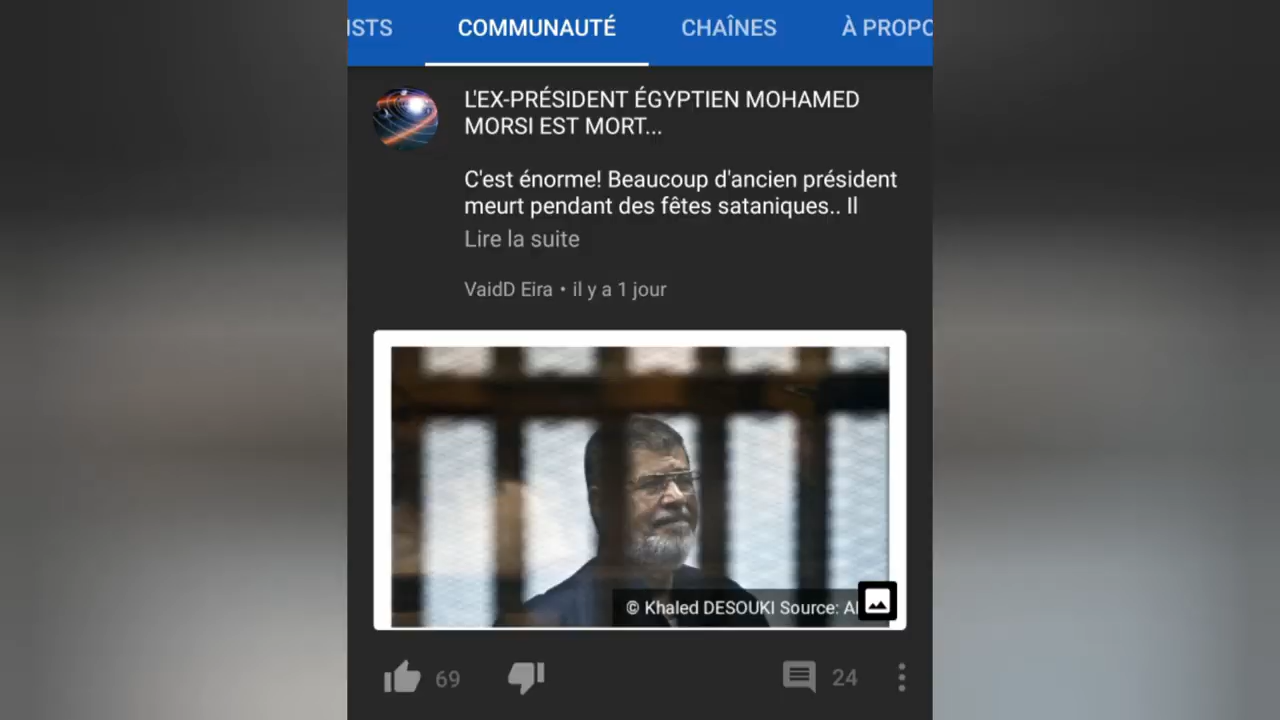 ISTS COMMUNAUTÉ CHAÎNES À PROPO
L'EX-PRÉSIDENT ÉGYPTIEN MOHAMED
MORSI EST MORT...
C'est énorme! Beaucoup d'ancien président
meurt pendant des fêtes sataniques.. Il
Lire la suite
VaidD Eira • il y a 1 jour
© Khaled DESOUKI Source: A
69 24